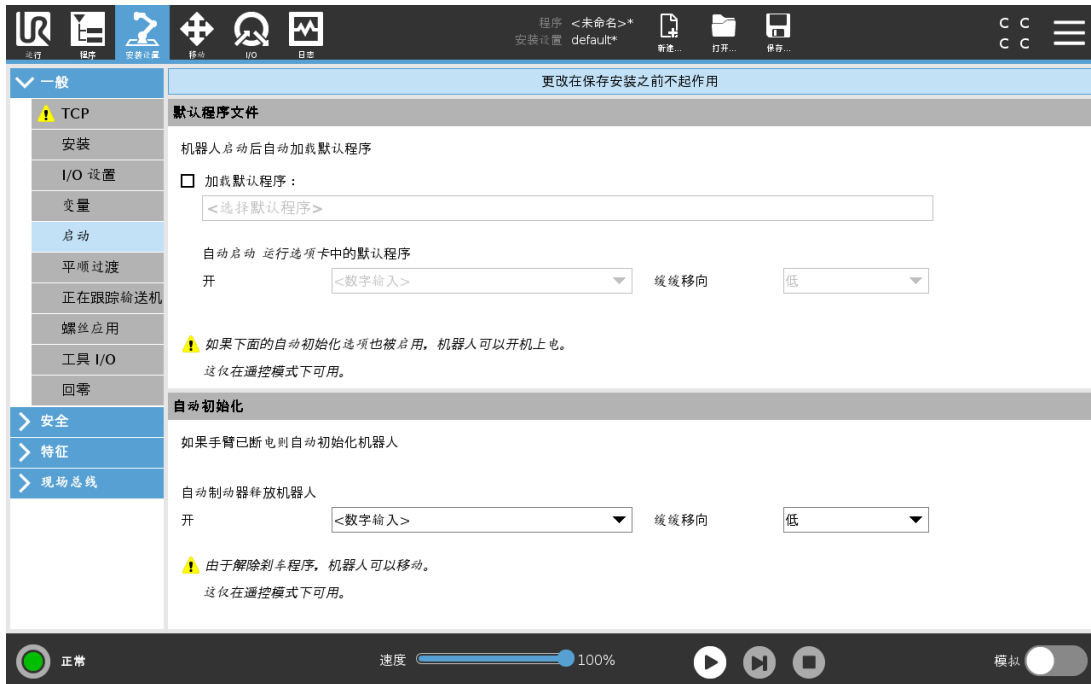 UR
程序 <未命名>*
安装设置 default*
C C
C C
运行 程序 安装设置 移动 I/O 日志 新建... 打开... 保存...
一般
更改在保存安装之前不起作用
TCP
默认程序文件
安装
机器人启动后自动加载默认程序
I/O 设置
加载默认程序：
变量
<选择默认程序>
启动
自动启动 运行选项卡中的默认程序
平顺过渡
开 <数字输入> 缓缓移向 低
正在跟踪输送机
螺丝应用
如果下面的自动初始化选项也被启用，机器人可以开机上电。
工具 I/O
这仅在遥控模式下可用。
回零
自动初始化
安全
如果手臂已断电则自动初始化机器人
特征
现场总线
自动制动器释放机器人
开 <数字输入> 缓缓移向 低
由于解除刹车程序，机器人可以移动。
这仅在遥控模式下可用。
正常 速度 100% 模拟